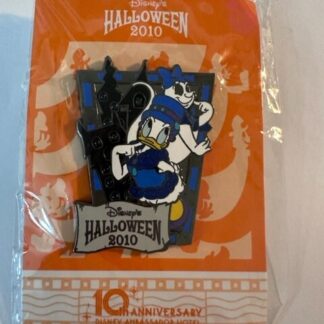 Disney's
HALLOWEEN
2010
Disney's
HALLOWEEN
2010
10th ANNIVERSARY
DISNEY AMBASSADOR HOTEL